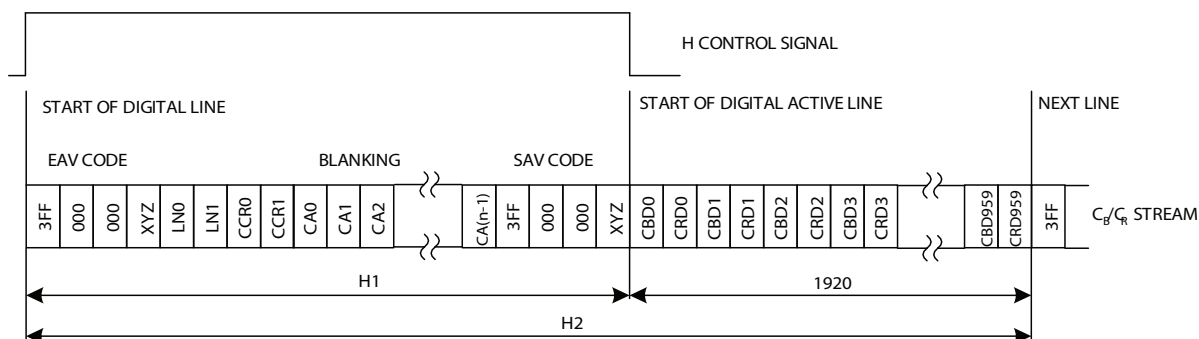 H CONTROL SIGNAL
START OF DIGITAL LINE
START OF DIGITAL ACTIVE LINE
NEXT LINE
EAV CODE
BLANKING
SAV CODE
3FF 000 000 XYZ LN0 LN1 CCR0 CCR1 CA0 CA1 CA2 CA(n-1) 3FF 000 000 XYZ CBD0 CRD0 CBD1 CRD1 CBD2 CRD2 CBD3 CRD3 CBD959 CRD959 3FF
CB/CR STREAM
H1
1920
H2